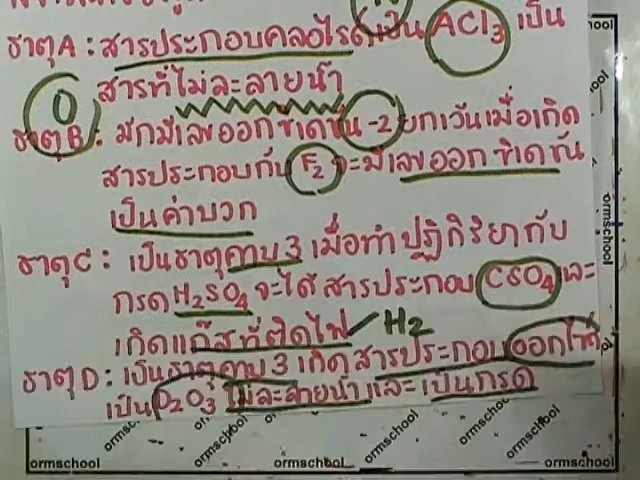 ธาตุA : สารประกอบคลอไรด์เป็น ACl3 เป็น
สารที่ไม่ละลายน้ำ
O
ธาตุB : มักมีเลขออกซิเดชัน -2 ยกเว้นเมื่อเกิด
สารประกอบกับ F2 จะมีเลขออกซิเดชัน
เป็นค่าบวก
ธาตุC : เป็นธาตุคาบ 3 เมื่อทำปฏิกิริยากับ
กรด H2SO4 จะได้ สารประกอบ CSO4 และ
เกิดแก๊สที่ติดไฟ H2
ธาตุD : เป็นธาตุคาบ 3 เกิดสารประกอบออกไซด์
เป็น D2O3 ไม่ละลายน้ำและเป็นกรด
ormschool
ormschool
ormschool
ormschool
ormschool